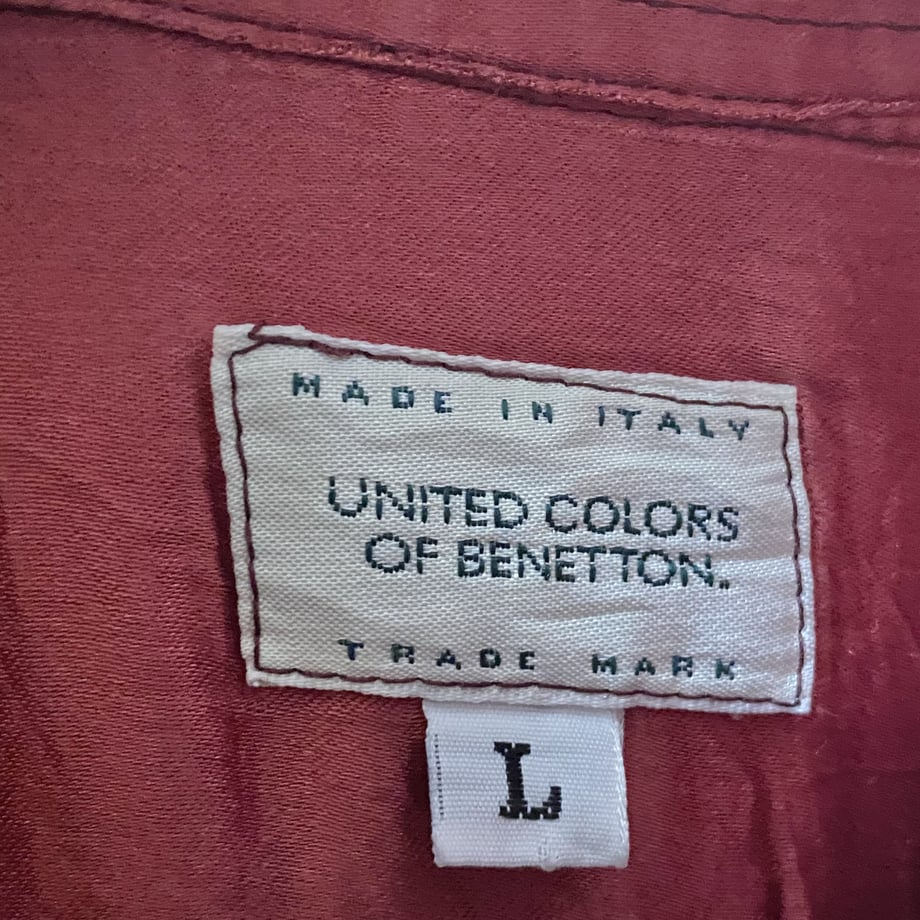 MADE IN ITALY
UNITED COLORS
OF BENETTON.
TRADE MARK
L